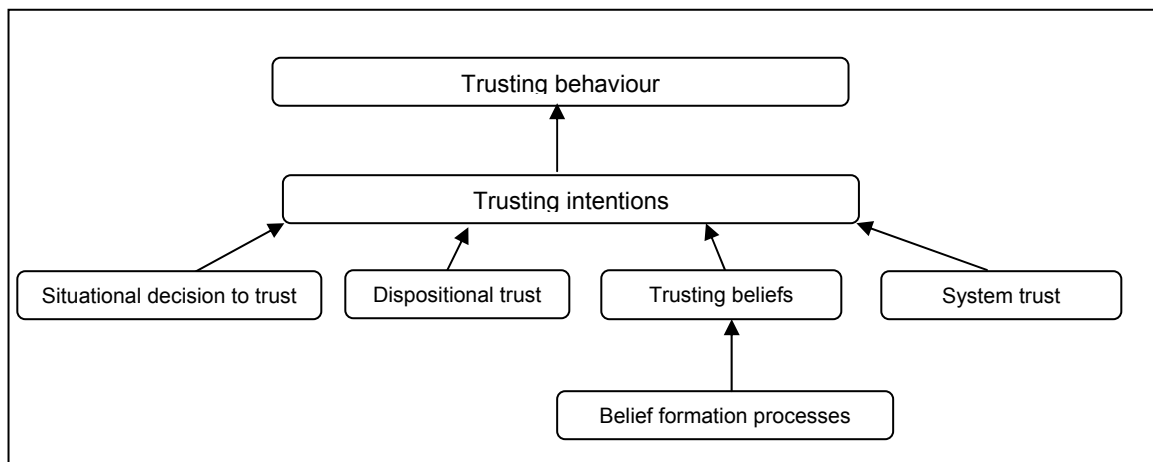 Trusting behaviour
Trusting intentions
Situational decision to trust
Dispositional trust
Trusting beliefs
System trust
Belief formation processes